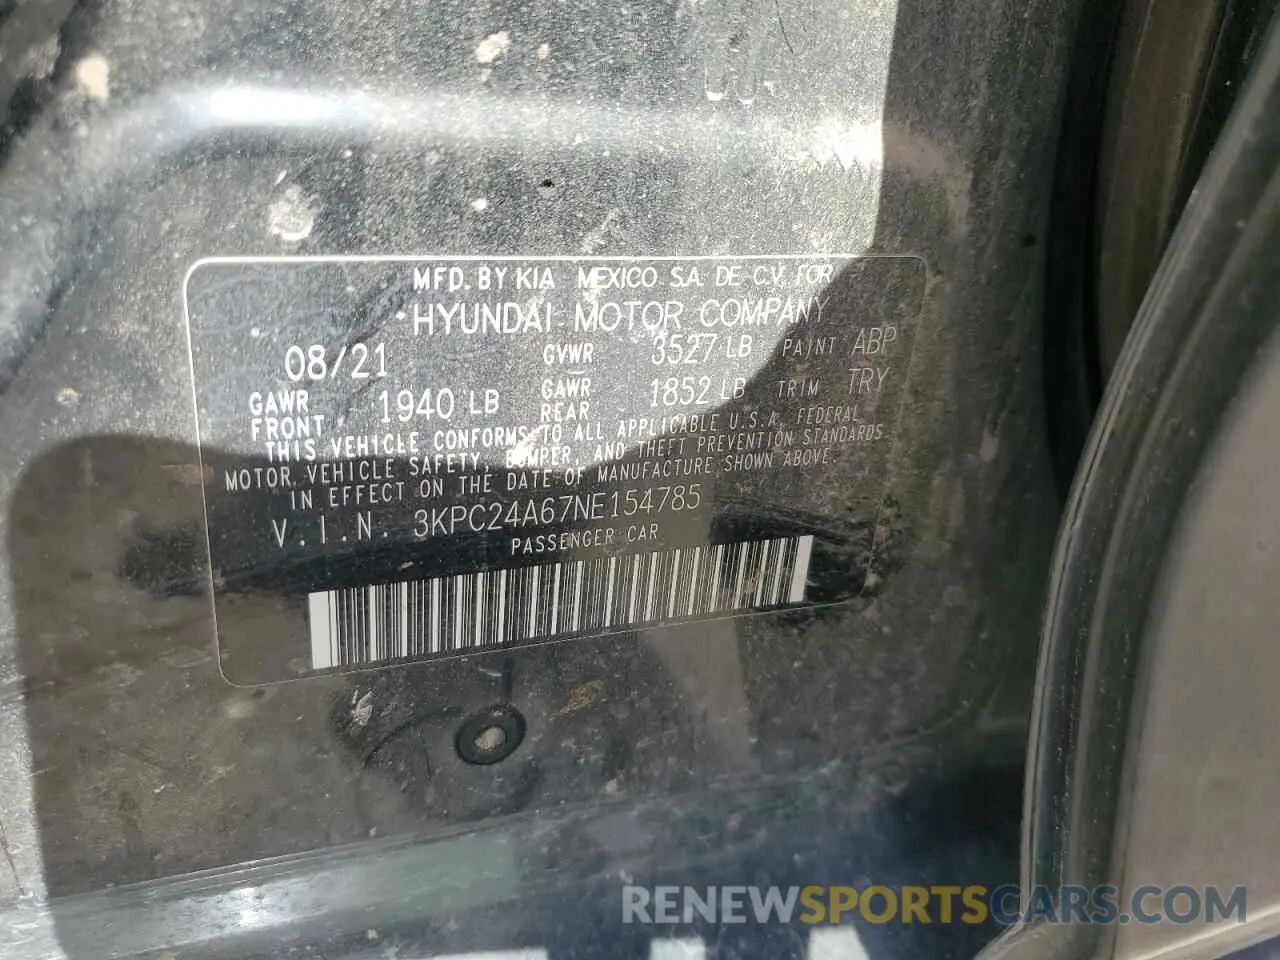 MFD. BY KIA MEXICO S.A. DE C.V. FOR
HYUNDAI MOTOR COMPANY
08/21 GVWR 3527 LB PAINT ABP
GAWR FRONT 1940 LB GAWR REAR 1852 LB TRIM TRY
THIS VEHICLE CONFORMS TO ALL APPLICABLE U.S.A. FEDERAL
MOTOR VEHICLE SAFETY, BUMPER, AND THEFT PREVENTION STANDARDS
IN EFFECT ON THE DATE OF MANUFACTURE SHOWN ABOVE.
V.I.N. 3KPC24A67NE154785
PASSENGER CAR
RENEWSPORTSCARS.COM